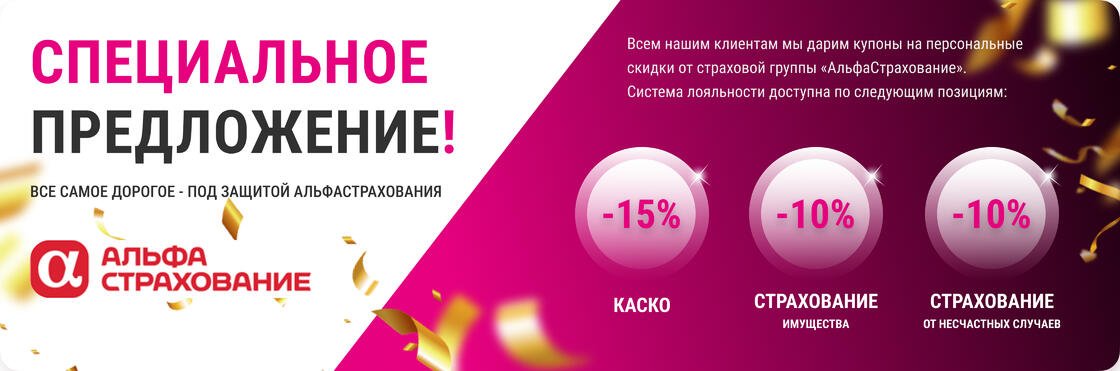 СПЕЦИАЛЬНОЕ
ПРЕДЛОЖЕНИЕ!
ВСЕ САМОЕ ДОРОГОЕ - ПОД ЗАЩИТОЙ АЛЬФАСТРАХОВАНИЯ
α АЛЬФА
СТРАХОВАНИЕ
Всем нашим клиентам мы дарим купоны на персональные
скидки от страховой группы «АльфаСтрахование».
Система лояльности доступна по следующим позициям:
-15%
КАСКО
-10%
СТРАХОВАНИЕ
ИМУЩЕСТВА
-10%
СТРАХОВАНИЕ
ОТ НЕСЧАСТНЫХ СЛУЧАЕВ